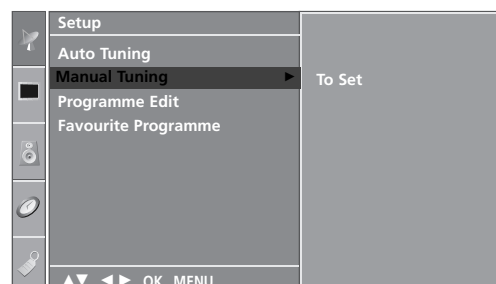 Setup
Auto Tuning
Manual Tuning ►
To Set
Programme Edit
Favourite Programme
▲▼ ◄► OK MENU